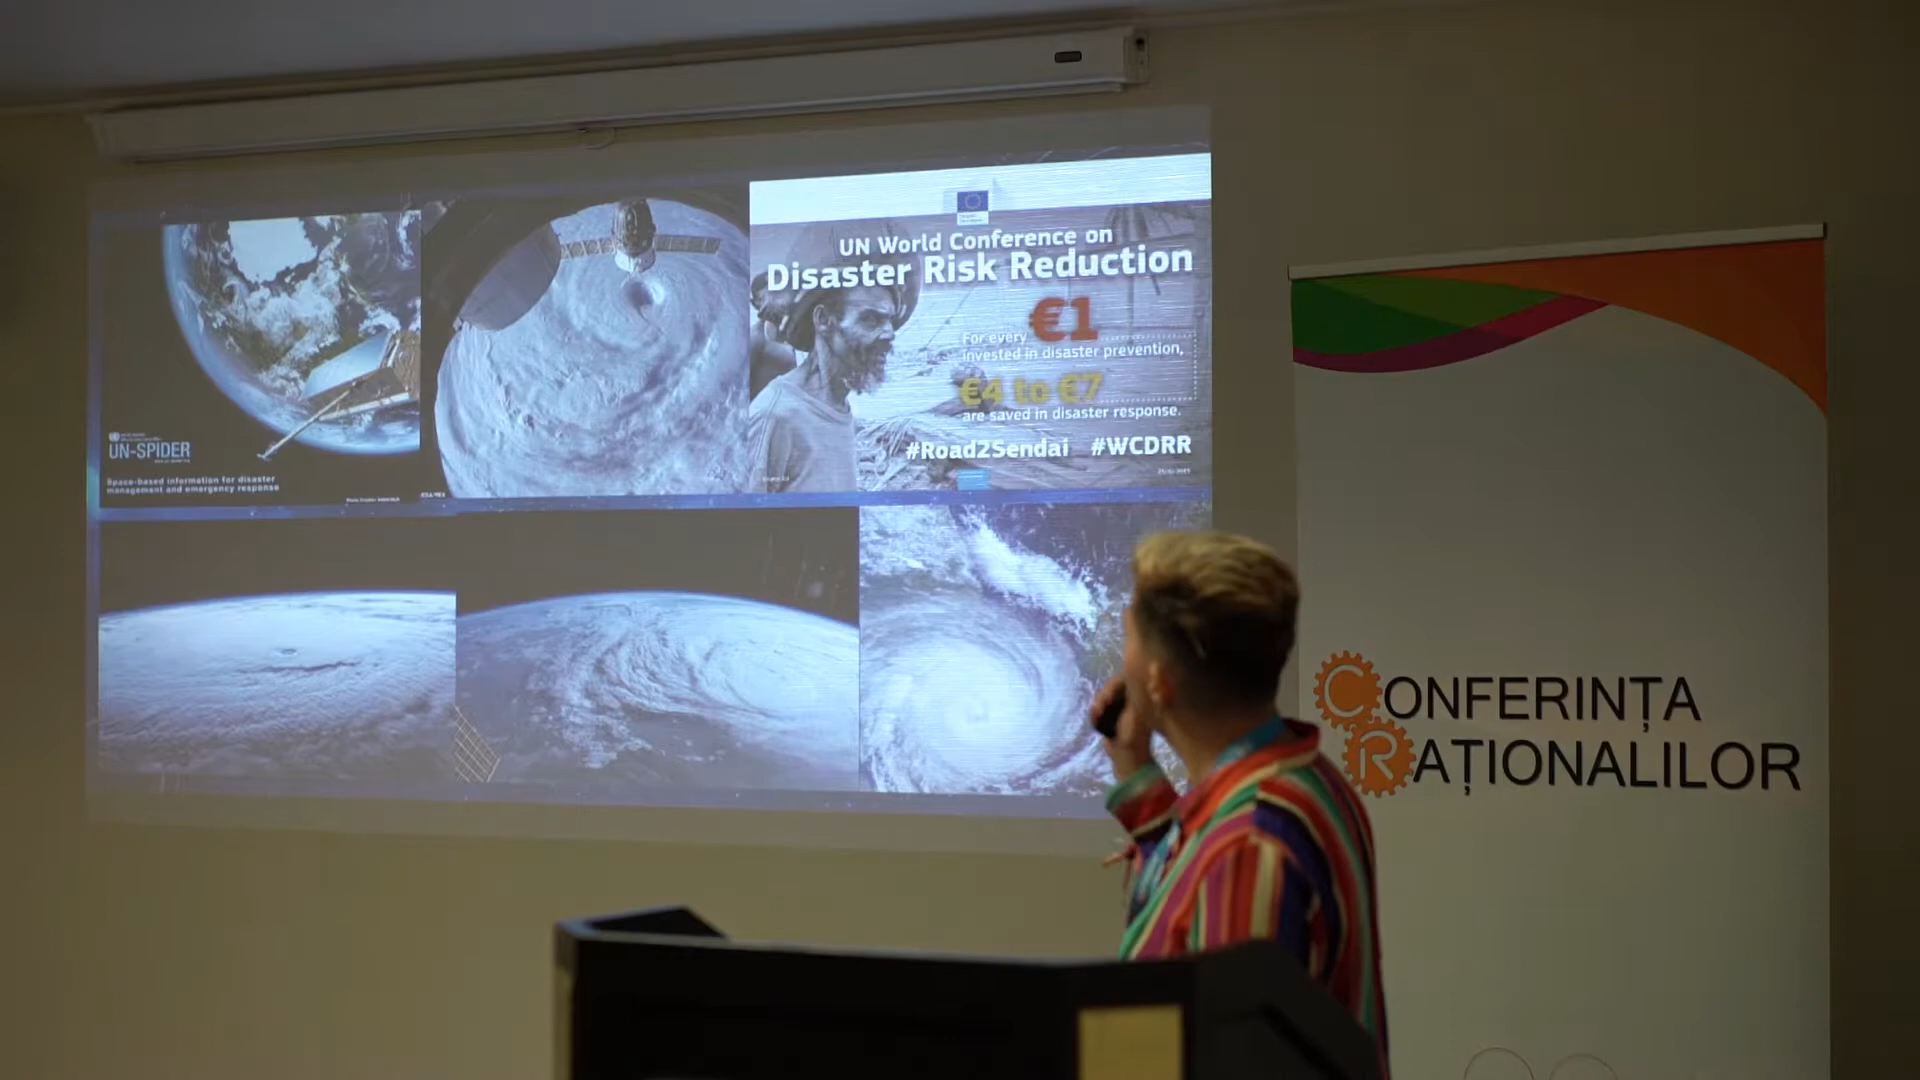 UN-SPIDER
Space-based information for disaster
management and emergency response
UN World Conference on
Disaster Risk Reduction
For every €1
invested in disaster prevention,
€4 to €7
are saved in disaster response.
#Road2Sendai #WCDRR
CONFERINȚA
RAȚIONALILOR